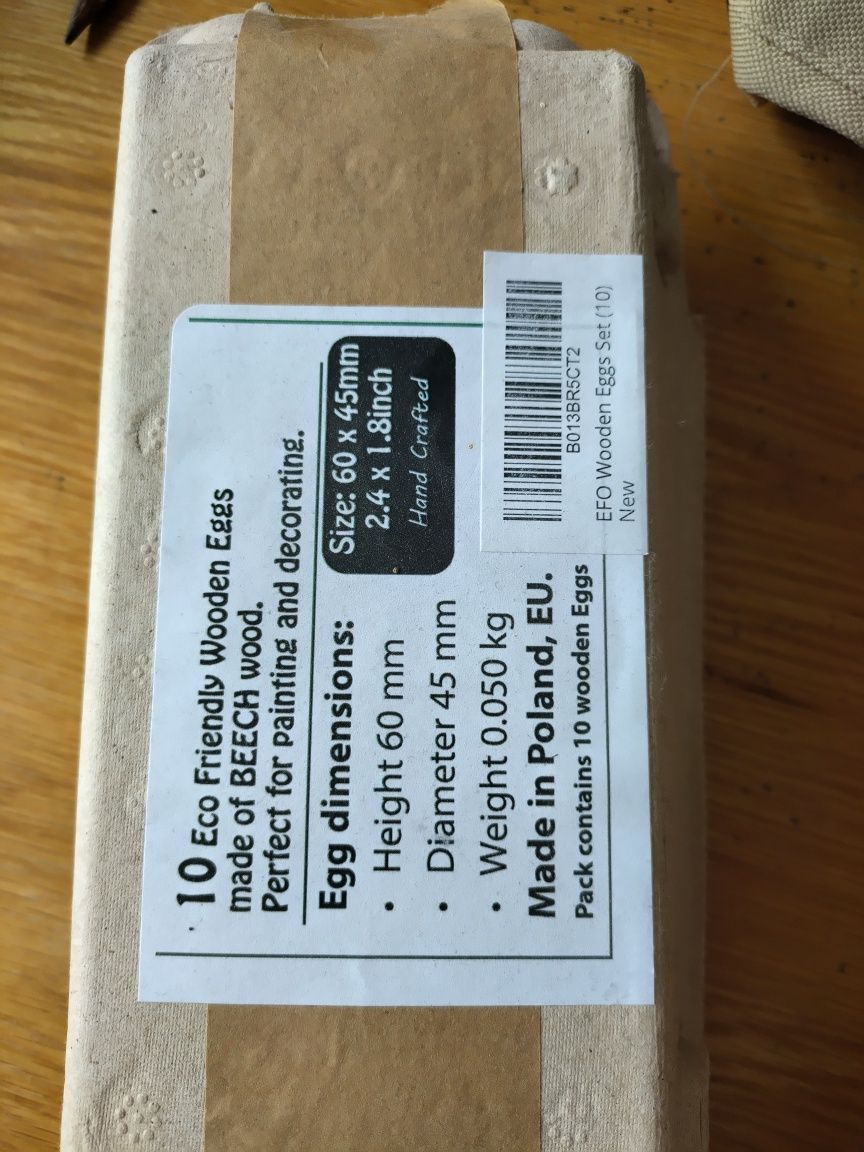 10 Eco Friendly Wooden Eggs
made of BEECH wood.
Perfect for painting and decorating.
Egg dimensions:
• Height 60 mm
• Diameter 45 mm
• Weight 0.050 kg
Made in Poland, EU.
Pack contains 10 wooden Eggs
Size: 60 x 45mm
2.4 x 1.8inch
Hand Crafted
B013BR5CT2
EFO Wooden Eggs Set (10)
New